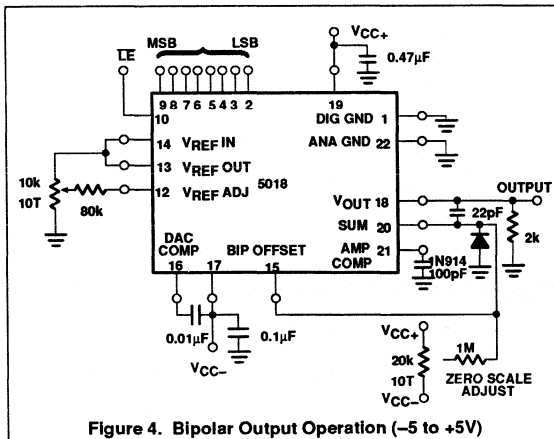 VCC+
LE
MSB LSB
0.47µF
9 8 7 6 5 4 3 2
19
10
DIG GND 1
ANA GND 22
14 VREF IN
13 VREF OUT
12 VREF ADJ
5018
10k
10T
80k
VOUT 18
OUTPUT
SUM 20
22pF
2k
DAC COMP
BIP OFFSET
AMP COMP 21
1N914
100pF
16 17 15
0.01µF
0.1µF
VCC–
VCC+
20k
10T
1M
VCC–
ZERO SCALE
ADJUST
Figure 4. Bipolar Output Operation (–5 to +5V)